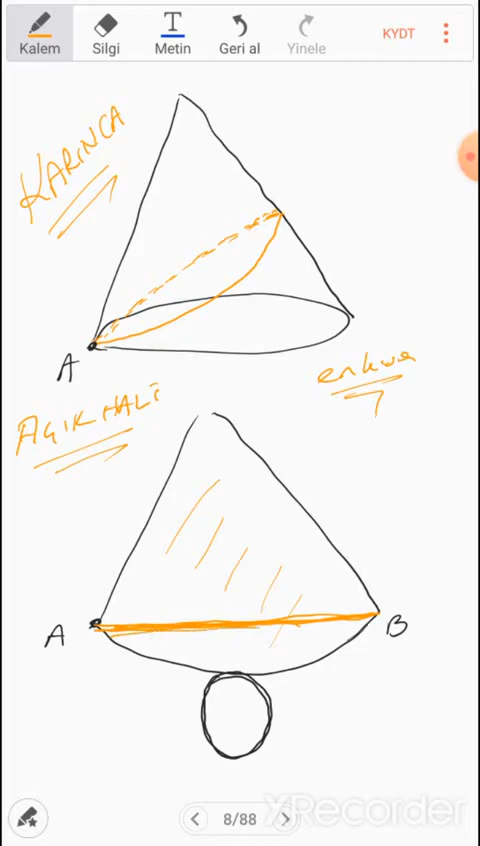 Kalem
Silgi
Metin
Geri al
Yinele
KYDT
KARINCA
A
enkısa
AÇIK HALİ
A
B
8/88
XRecorder